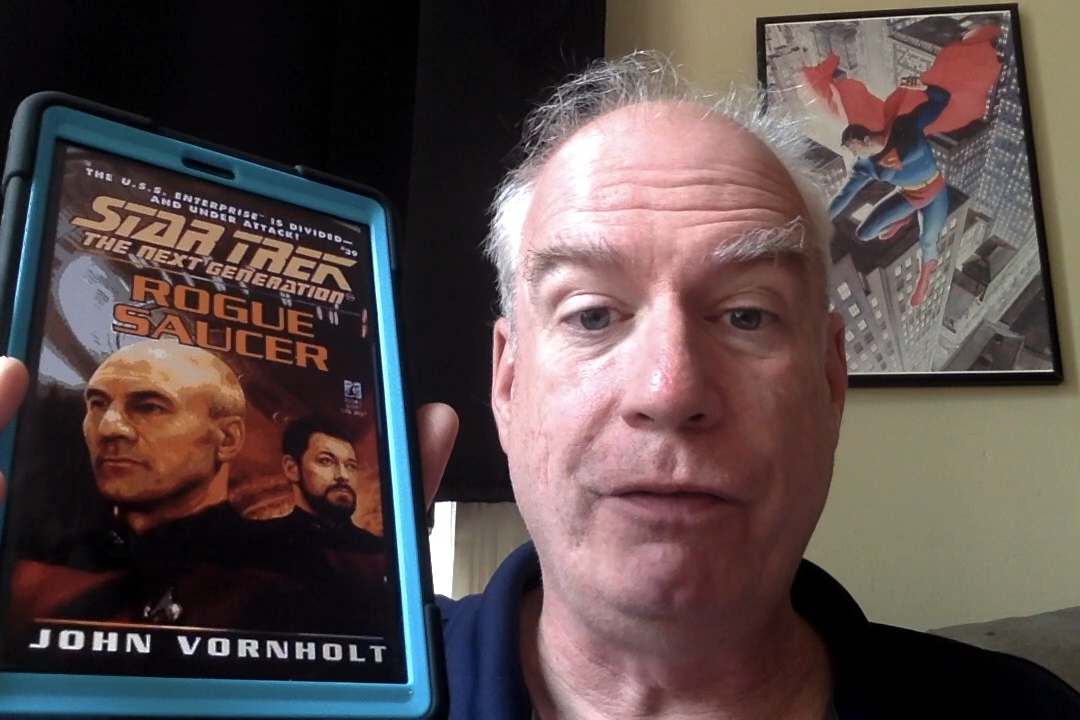 THE U.S.S. ENTERPRISE™ IS DIVIDED—
AND UNDER ATTACK!
#39
STAR TREK
THE NEXT GENERATION®
ROGUE
SAUCER
JOHN VORNHOLT